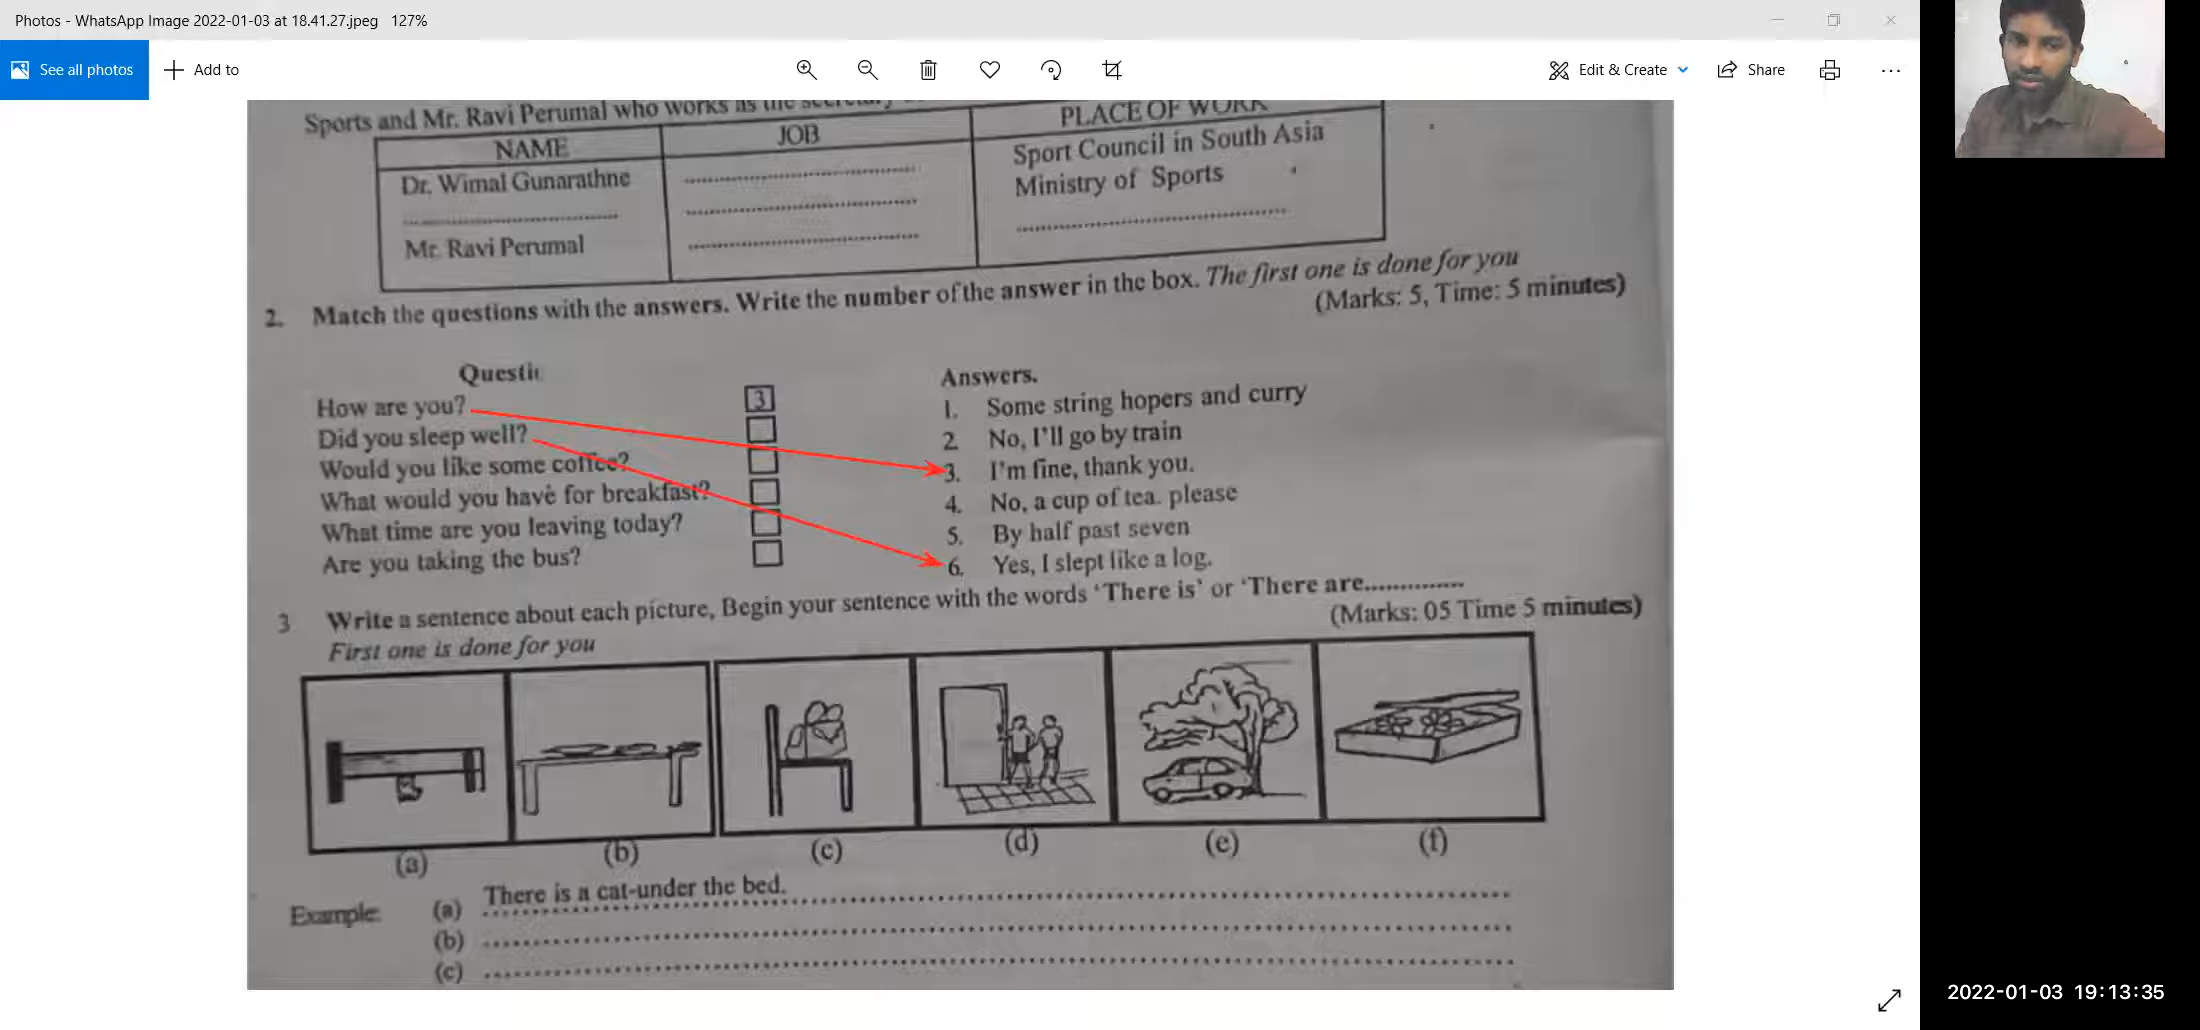 Photos - WhatsApp Image 2022-01-03 at 18.41.27.jpeg 127%
See all photos
Add to
Edit & Create
Share
Sports and Mr. Ravi Perumal who works as the
NAME JOB PLACE OF WORK
Dr. Wimal Gunarathne Sport Council in South Asia
Ministry of Sports
Mr. Ravi Perumal
2. Match the questions with the answers. Write the number of the answer in the box. The first one is done for you
(Marks: 5, Time: 5 minutes)
Questi Answers.
How are you? 3 1. Some string hopers and curry
Did you sleep well? 2 No, I'll go by train
Would you like some coffee? 3. I'm fine, thank you.
What would you have for breakfast? 4. No, a cup of tea. please
What time are you leaving today? 5. By half past seven
Are you taking the bus? 6. Yes, I slept like a log.
3 Write a sentence about each picture, Begin your sentence with the words 'There is' or 'There are..............
(Marks: 05 Time 5 minutes)
First one is done for you
(a) (b) (c) (d) (e) (f)
Example: (a) There is a cat-under the bed.
(b)
(c)
2022-01-03 19:13:35